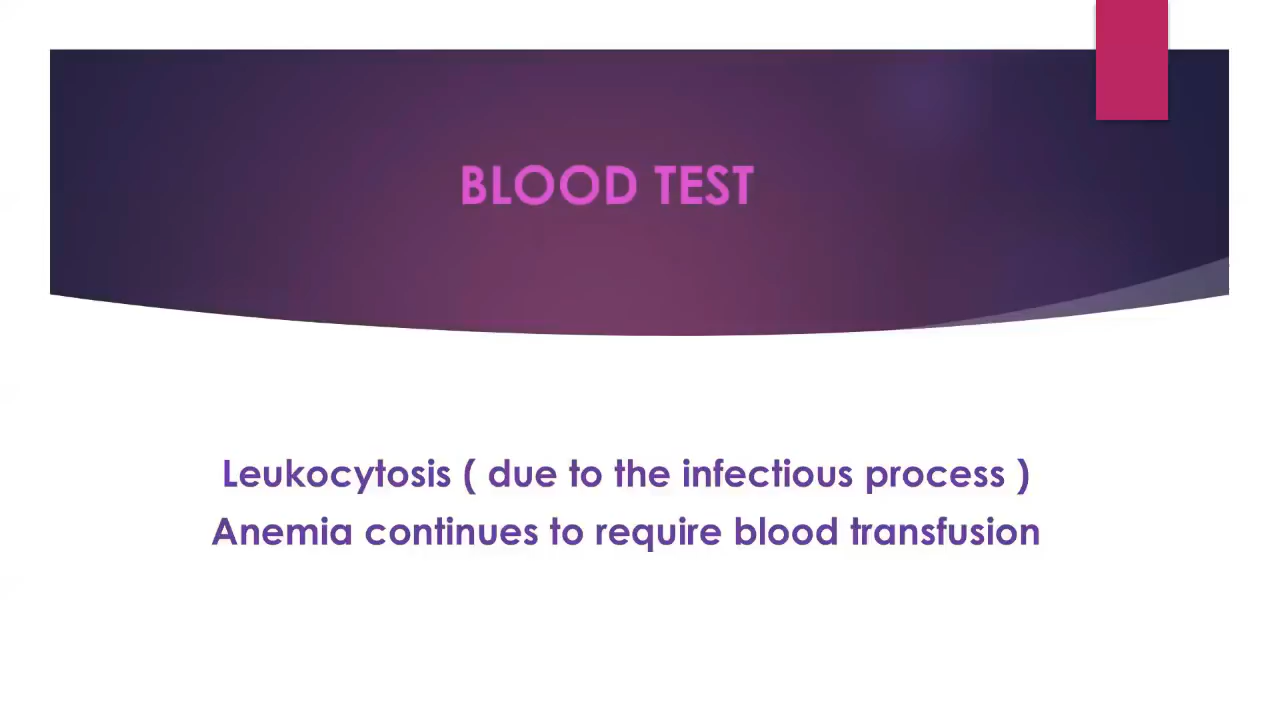 BLOOD TEST
Leukocytosis ( due to the infectious process )
Anemia continues to require blood transfusion